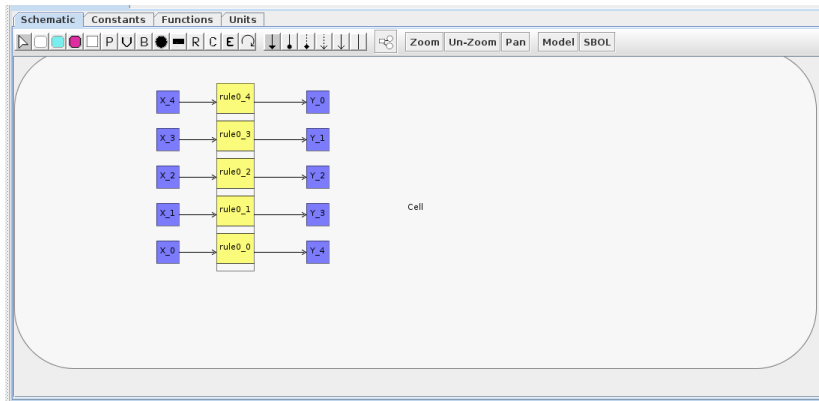 Schematic Constants Functions Units
P V B R C E Zoom Un-Zoom Pan Model SBOL
X_4 rule0_4 Y_0
X_3 rule0_3 Y_1
X_2 rule0_2 Y_2
X_1 rule0_1 Y_3
Cell
X_0 rule0_0 Y_4